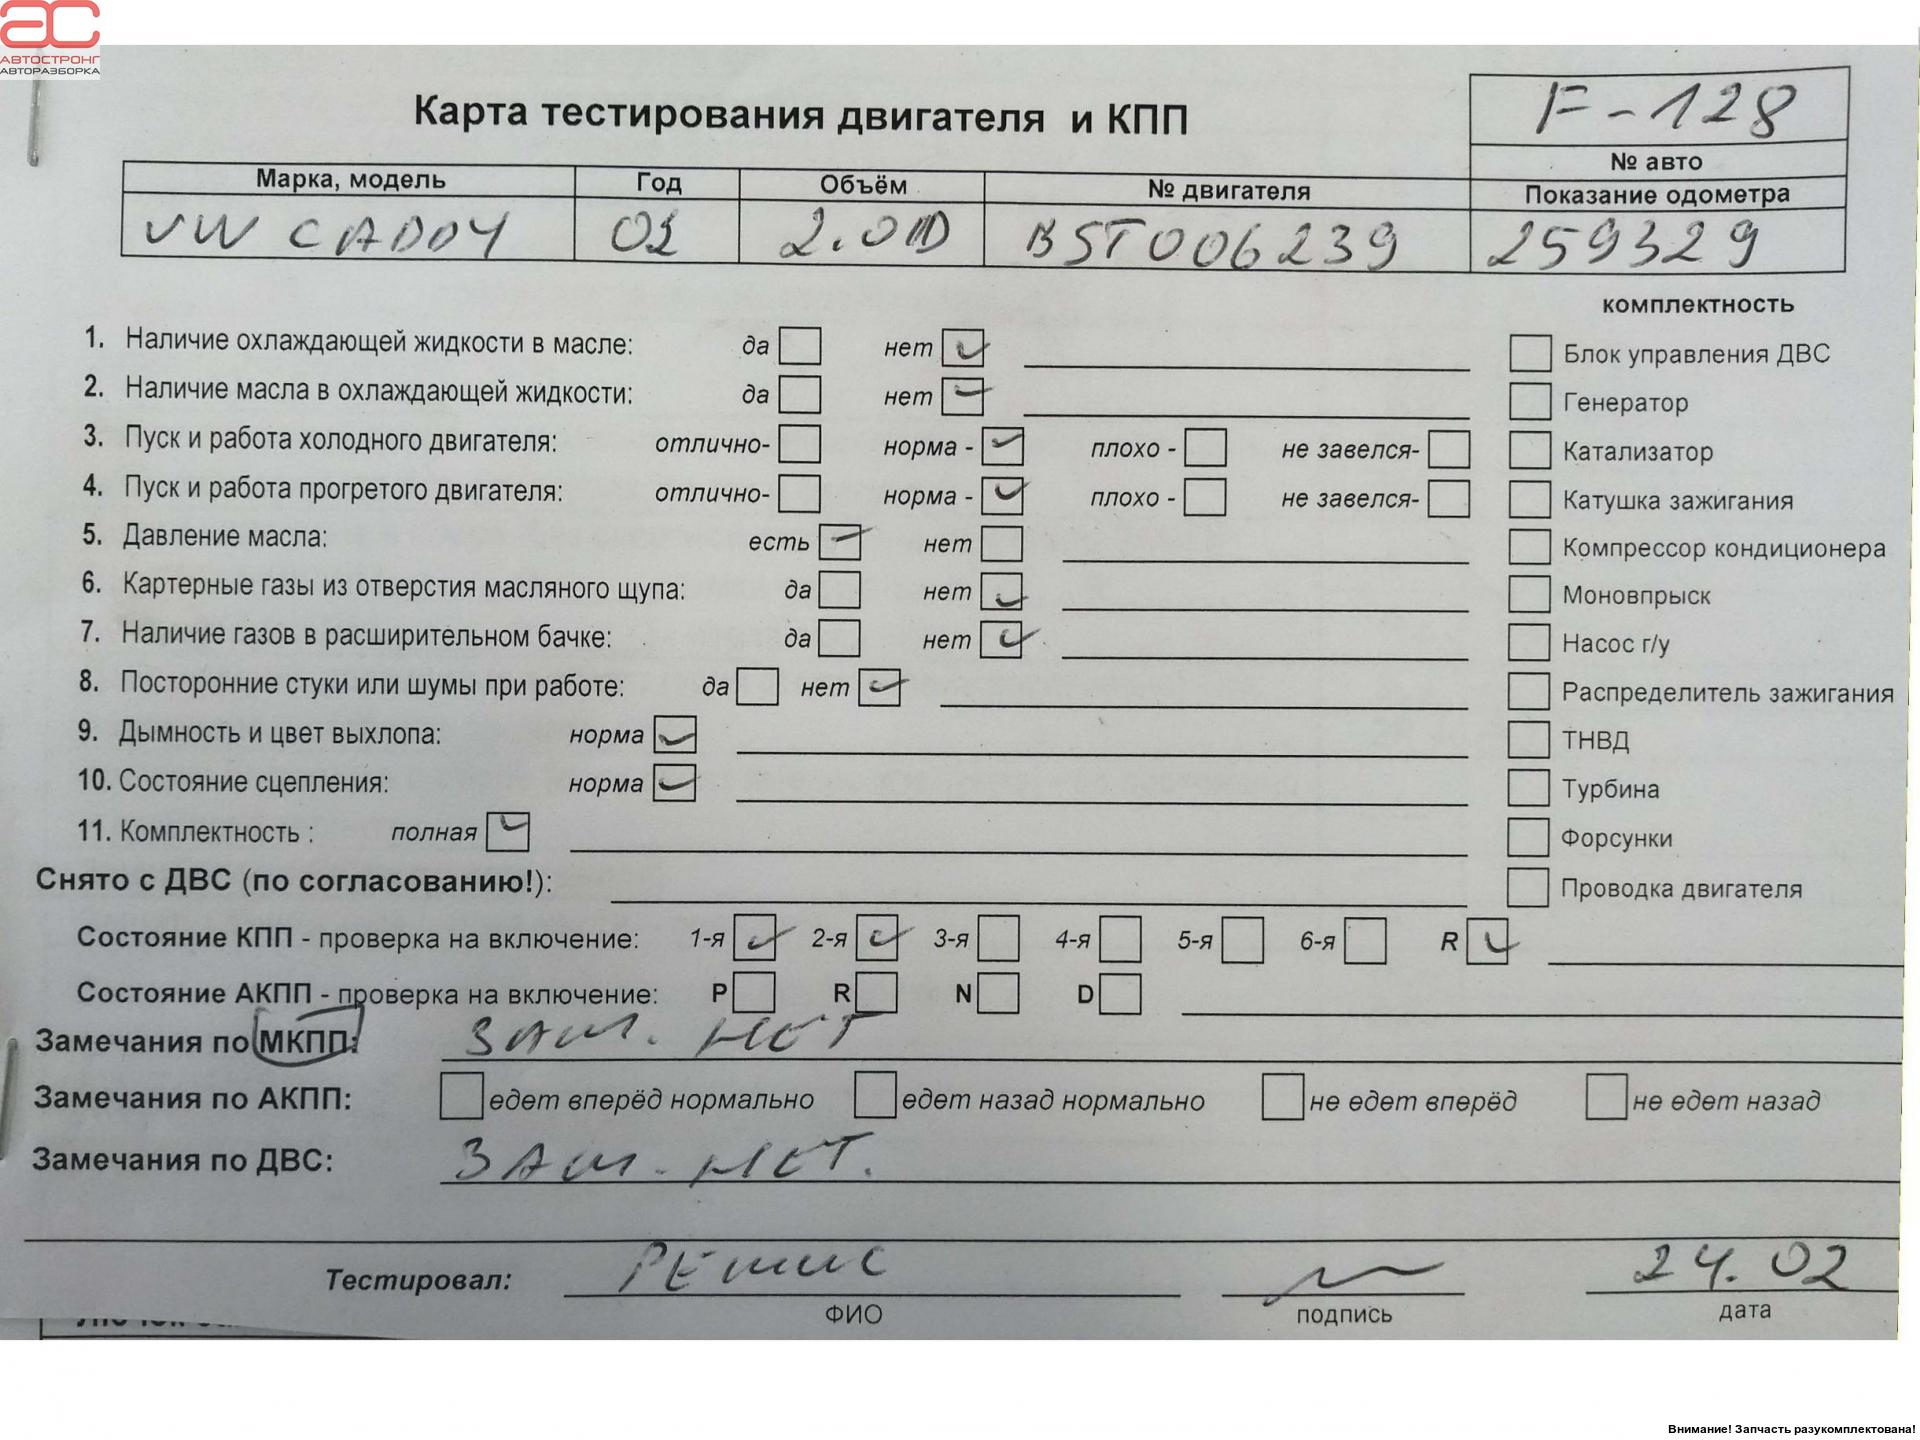 АВТОСТРОНГ
АВТОРАЗБОРКА
Карта тестирования двигателя и КПП
F-128
№ авто
Марка, модель Год Объём № двигателя Показание одометра
VW CADDY 2.0 BST006239 259329
комплектность
1. Наличие охлаждающей жидкости в масле: да нет Блок управления ДВС
2. Наличие масла в охлаждающей жидкости: да нет Генератор
3. Пуск и работа холодного двигателя: отлично- норма - плохо - не завелся- Катализатор
4. Пуск и работа прогретого двигателя: отлично- норма - плохо - не завелся- Катушка зажигания
5. Давление масла: есть нет Компрессор кондиционера
6. Картерные газы из отверстия масляного щупа: да нет Моновпрыск
7. Наличие газов в расширительном бачке: да нет Насос г/у
8. Посторонние стуки или шумы при работе: да нет Распределитель зажигания
9. Дымность и цвет выхлопа: норма ТНВД
10. Состояние сцепления: норма Турбина
11. Комплектность : полная Форсунки
Снято с ДВС (по согласованию!): Проводка двигателя
Состояние КПП - проверка на включение: 1-я 2-я 3-я 4-я 5-я 6-я R
Состояние АКПП - проверка на включение: P R N D
Замечания по МКПП: ЗАМ. НЕТ
Замечания по АКПП: едет вперёд нормально едет назад нормально не едет вперёд не едет назад
Замечания по ДВС: ЗАМ. НЕТ.
Тестировал: 24.02
ФИО подпись дата
Внимание! Запчасть разукомплектована!